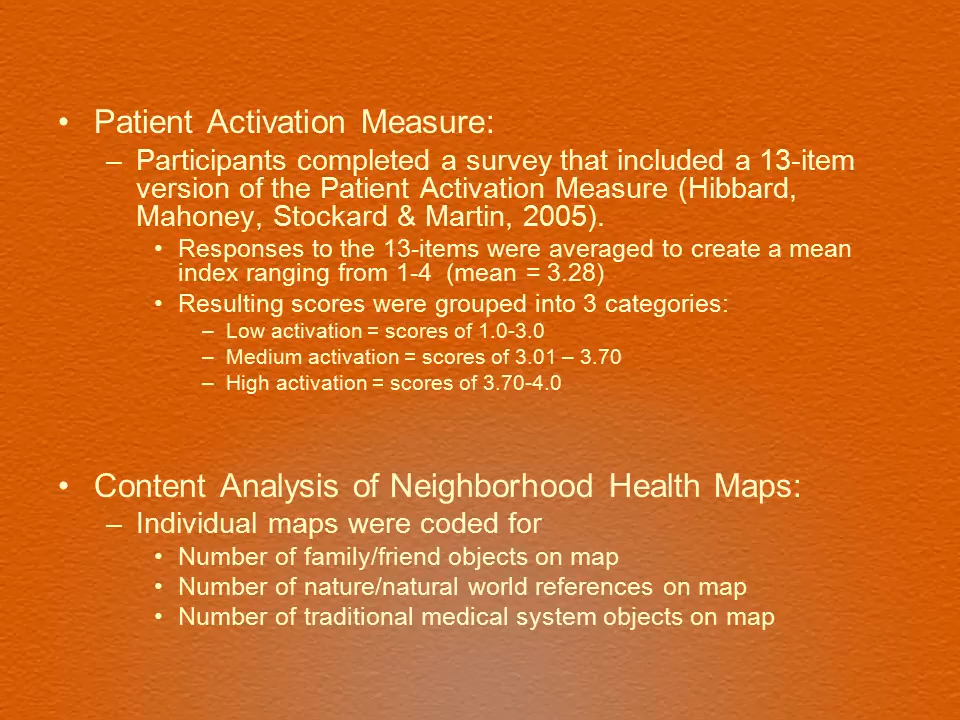 • Patient Activation Measure:
– Participants completed a survey that included a 13-item
version of the Patient Activation Measure (Hibbard,
Mahoney, Stockard & Martin, 2005).
• Responses to the 13-items were averaged to create a mean
index ranging from 1-4  (mean = 3.28)
• Resulting scores were grouped into 3 categories:
– Low activation = scores of 1.0-3.0
– Medium activation = scores of 3.01 – 3.70
– High activation = scores of 3.70-4.0
• Content Analysis of Neighborhood Health Maps:
– Individual maps were coded for
• Number of family/friend objects on map
• Number of nature/natural world references on map
• Number of traditional medical system objects on map